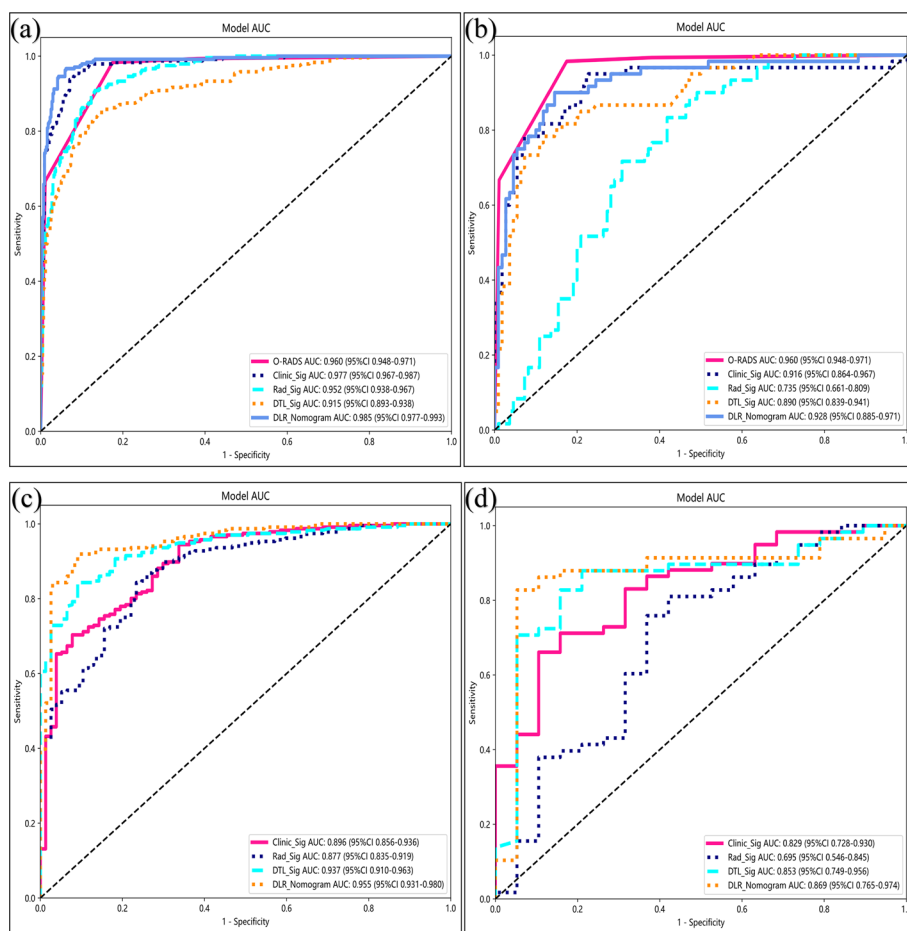 (a)
Model AUC
1.0
0.8
0.6
0.4
0.2
0.0
Sensitivity
O-RADS AUC: 0.960 (95%CI 0.948-0.971)
Clinic_Sig AUC: 0.977 (95%CI 0.967-0.987)
Rad_Sig AUC: 0.952 (95%CI 0.938-0.967)
DTL_Sig AUC: 0.915 (95%CI 0.893-0.938)
DLR_Nomogram AUC: 0.985 (95%CI 0.977-0.993)
0.0 0.2 0.4 0.6 0.8 1.0
1 - Specificity
(b)
Model AUC
1.0
0.8
0.6
0.4
0.2
0.0
Sensitivity
O-RADS AUC: 0.960 (95%CI 0.948-0.971)
Clinic_Sig AUC: 0.916 (95%CI 0.864-0.967)
Rad_Sig AUC: 0.735 (95%CI 0.661-0.809)
DTL_Sig AUC: 0.890 (95%CI 0.839-0.941)
DLR_Nomogram AUC: 0.928 (95%CI 0.885-0.971)
0.0 0.2 0.4 0.6 0.8 1.0
1 - Specificity
(c)
Model AUC
1.0
0.8
0.6
0.4
0.2
0.0
Sensitivity
Clinic_Sig AUC: 0.896 (95%CI 0.856-0.936)
Rad_Sig AUC: 0.877 (95%CI 0.835-0.919)
DTL_Sig AUC: 0.937 (95%CI 0.910-0.963)
DLR_Nomogram AUC: 0.955 (95%CI 0.931-0.980)
0.0 0.2 0.4 0.6 0.8 1.0
1 - Specificity
(d)
Model AUC
1.0
0.8
0.6
0.4
0.2
0.0
Sensitivity
Clinic_Sig AUC: 0.829 (95%CI 0.728-0.930)
Rad_Sig AUC: 0.695 (95%CI 0.546-0.845)
DTL_Sig AUC: 0.853 (95%CI 0.749-0.956)
DLR_Nomogram AUC: 0.869 (95%CI 0.765-0.974)
0.0 0.2 0.4 0.6 0.8 1.0
1 - Specificity